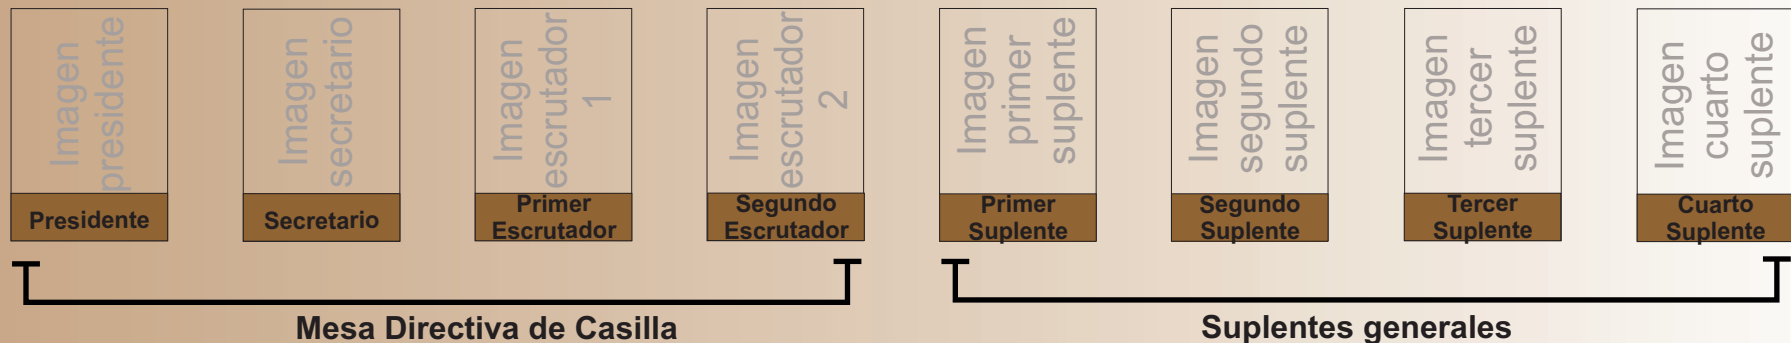 Imagen
presidente
Presidente
Imagen
secretario
Secretario
Imagen
escrutador
1
Primer
Escrutador
Imagen
escrutador
2
Segundo
Escrutador
Imagen
primer
suplente
Primer
Suplente
Imagen
segundo
suplente
Segundo
Suplente
Imagen
tercer
suplente
Tercer
Suplente
Imagen
cuarto
suplente
Cuarto
Suplente
Mesa Directiva de Casilla
Suplentes generales